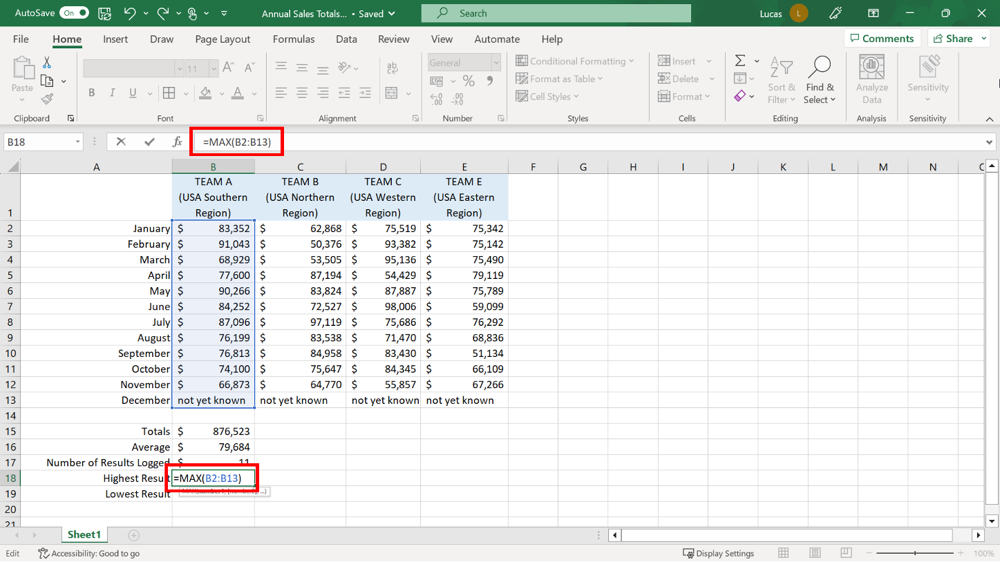 AutoSave On Annual Sales Totals... • Saved Search Lucas L
File Home Insert Draw Page Layout Formulas Data Review View Automate Help Comments Share
Paste
Clipboard
11
Font
Alignment
General
Number
Conditional Formatting
Format as Table
Cell Styles
Styles
Insert
Delete
Format
Cells
Sort &
Filter
Find &
Select
Editing
Analyze
Data
Analysis
Sensitivity
Sensitivity
B18 fx =MAX(B2:B13)
A B C D E F G H I J K L M N
1 TEAM A (USA Southern Region) TEAM B (USA Northern Region) TEAM C (USA Western Region) TEAM E (USA Eastern Region)
2 January $ 83,352 $ 62,868 $ 75,519 $ 75,342
3 February $ 91,043 $ 50,376 $ 93,382 $ 75,142
4 March $ 68,929 $ 53,505 $ 95,136 $ 75,490
5 April $ 77,600 $ 87,194 $ 54,429 $ 79,119
6 May $ 90,266 $ 83,824 $ 87,887 $ 75,789
7 June $ 84,252 $ 72,527 $ 98,006 $ 59,099
8 July $ 87,096 $ 97,119 $ 75,686 $ 76,292
9 August $ 76,199 $ 83,538 $ 71,470 $ 68,836
10 September $ 76,813 $ 84,958 $ 83,430 $ 51,134
11 October $ 74,100 $ 75,647 $ 84,345 $ 66,109
12 November $ 66,873 $ 64,770 $ 55,857 $ 67,266
13 December not yet known not yet known not yet known not yet known
14
15 Totals $ 876,523
16 Average $ 79,684
17 Number of Results Logged $ 11
18 Highest Result =MAX(B2:B13)
19 Lowest Result
20
21
Sheet1
Edit Accessibility: Good to go Display Settings 100%